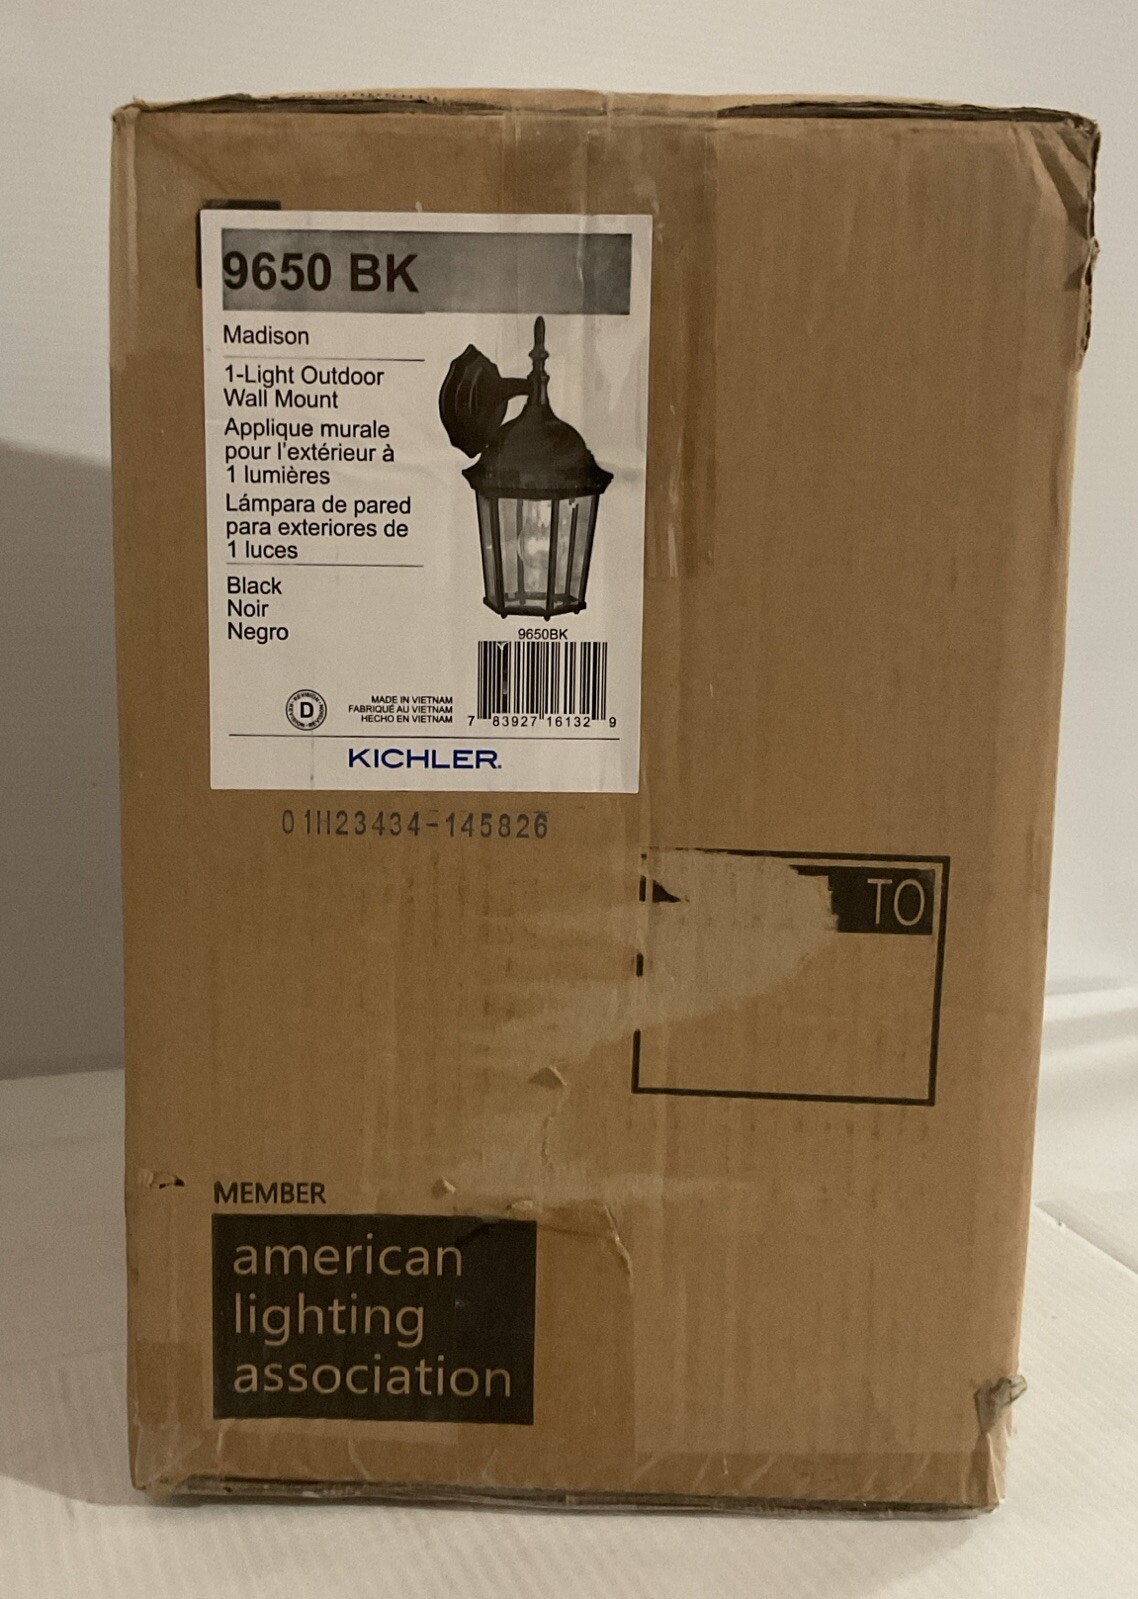 9650 BK
Madison
1-Light Outdoor
Wall Mount
Applique murale
pour l'extérieur à
1 lumières
Lámpara de pared
para exteriores de
1 luces
Black
Noir
Negro
9650BK
D
MADE IN VIETNAM
FABRIQUÉ AU VIETNAM
HECHO EN VIETNAM
7 83927 16132 9
KICHLER.
01H23434-145826
TO
MEMBER
american
lighting
association